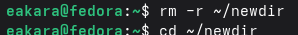 eakara@fedora:~$ rm -r ~/newdir
eakara@fedora:~$ cd ~/newdir